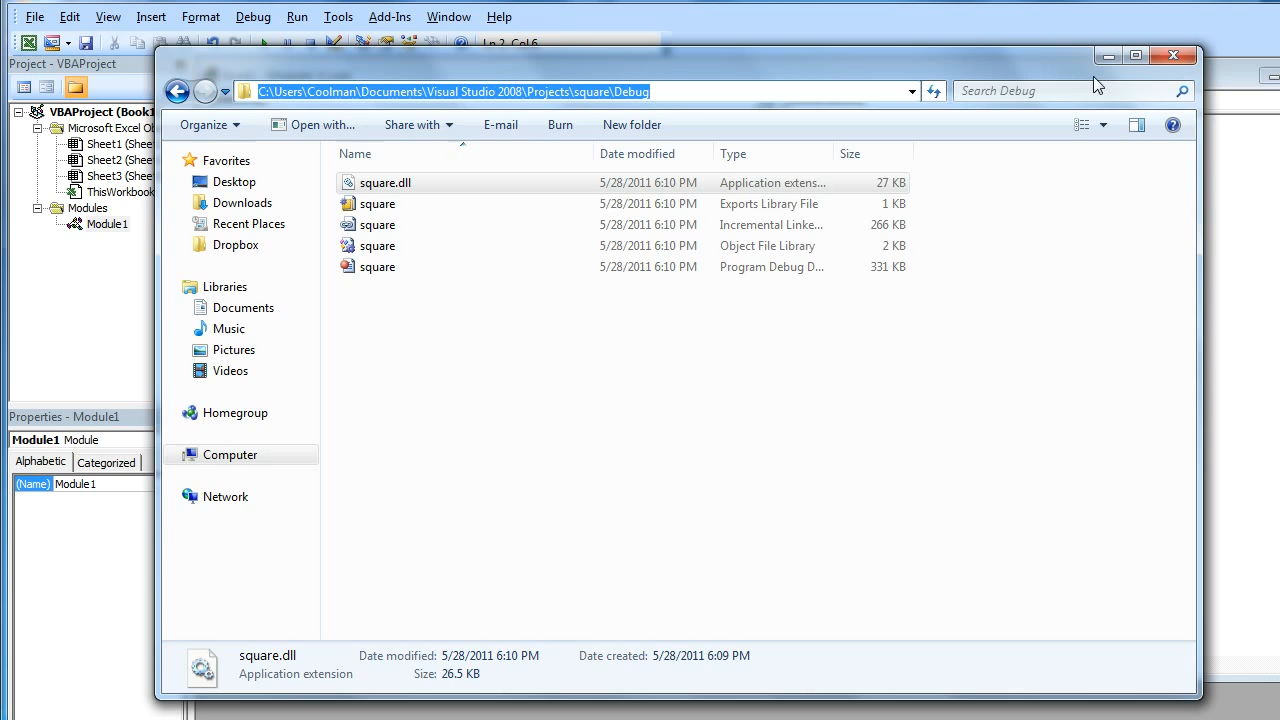 File Edit View Insert Format Debug Run Tools Add-Ins Window Help
Ln 2, Col 6
Project - VBAProject
VBAProject (Book1
Microsoft Excel Ob
Sheet1 (Shee
Sheet2 (Shee
Sheet3 (Shee
ThisWorkbook
Modules
Module1
Properties - Module1
Module1 Module
Alphabetic Categorized
(Name) Module1
C:\Users\Coolman\Documents\Visual Studio 2008\Projects\square\Debug
Search Debug
Organize Open with... Share with E-mail Burn New folder
Favorites
Desktop
Downloads
Recent Places
Dropbox
Libraries
Documents
Music
Pictures
Videos
Homegroup
Computer
Network
Name Date modified Type Size
square.dll 5/28/2011 6:10 PM Application extens... 27 KB
square 5/28/2011 6:10 PM Exports Library File 1 KB
square 5/28/2011 6:10 PM Incremental Linke... 266 KB
square 5/28/2011 6:10 PM Object File Library 2 KB
square 5/28/2011 6:10 PM Program Debug D... 331 KB
square.dll Date modified: 5/28/2011 6:10 PM Date created: 5/28/2011 6:09 PM
Application extension Size: 26.5 KB